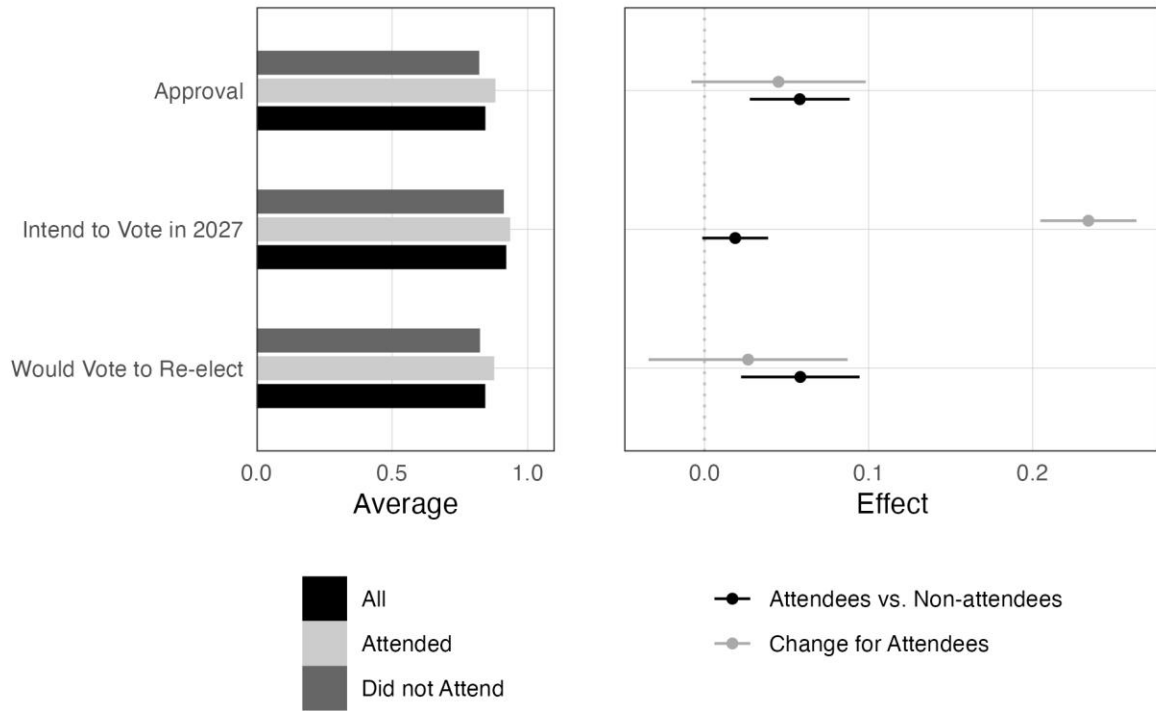 Approval
Intend to Vote in 2027
Would Vote to Re-elect
0.0 0.5 1.0
Average
0.0 0.1 0.2
Effect
All
Attended
Did not Attend
Attendees vs. Non-attendees
Change for Attendees